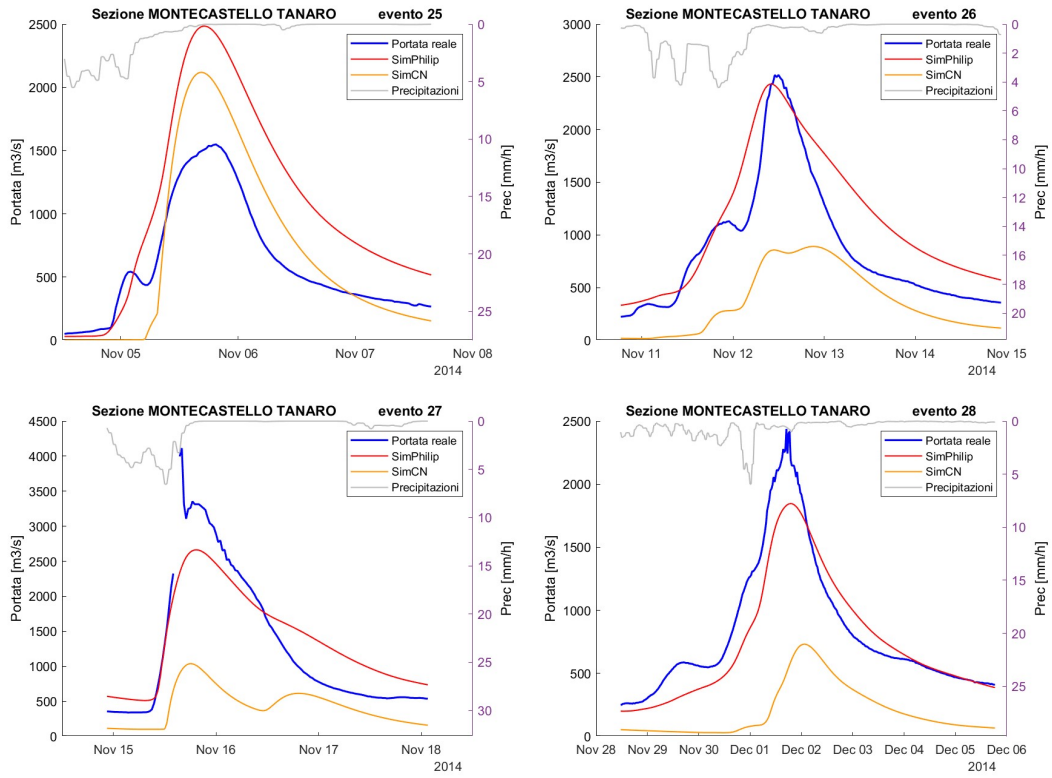 Sezione MONTECASTELLO TANARO evento 25
2500
2000
1500
1000
500
0
Portata [m3/s]
0
5
10
15
20
25
Prec [mm/h]
Portata reale
SimPhilip
SimCN
Precipitazioni
Nov 05
Nov 06
Nov 07
Nov 08
2014
Sezione MONTECASTELLO TANARO evento 26
3000
2500
2000
1500
1000
500
0
Portata [m3/s]
0
2
4
6
8
10
12
14
16
18
20
Prec [mm/h]
Portata reale
SimPhilip
SimCN
Precipitazioni
Nov 11
Nov 12
Nov 13
Nov 14
Nov 15
2014
Sezione MONTECASTELLO TANARO evento 27
4500
4000
3500
3000
2500
2000
1500
1000
500
0
Portata [m3/s]
0
5
10
15
20
25
30
Prec [mm/h]
Portata reale
SimPhilip
SimCN
Precipitazioni
Nov 15
Nov 16
Nov 17
Nov 18
2014
Sezione MONTECASTELLO TANARO evento 28
2500
2000
1500
1000
500
0
Portata [m3/s]
0
5
10
15
20
25
Prec [mm/h]
Portata reale
SimPhilip
SimCN
Precipitazioni
Nov 28
Nov 29
Nov 30
Dec 01
Dec 02
Dec 03
Dec 04
Dec 05
Dec 06
2014